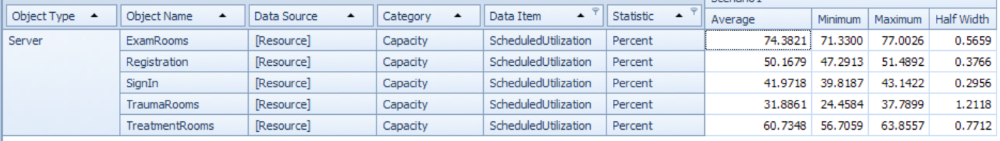 Scenario1
Object Type Object Name Data Source Category Data Item Statistic Average Minimum Maximum Half Width
Server ExamRooms [Resource] Capacity ScheduledUtilization Percent 74.3821 71.3300 77.0026 0.5659
Registration [Resource] Capacity ScheduledUtilization Percent 50.1679 47.2913 51.4892 0.3766
SignIn [Resource] Capacity ScheduledUtilization Percent 41.9718 39.8187 43.1422 0.2956
TraumaRooms [Resource] Capacity ScheduledUtilization Percent 31.8861 24.4584 37.7899 1.2118
TreatmentRooms [Resource] Capacity ScheduledUtilization Percent 60.7348 56.7059 63.8557 0.7712